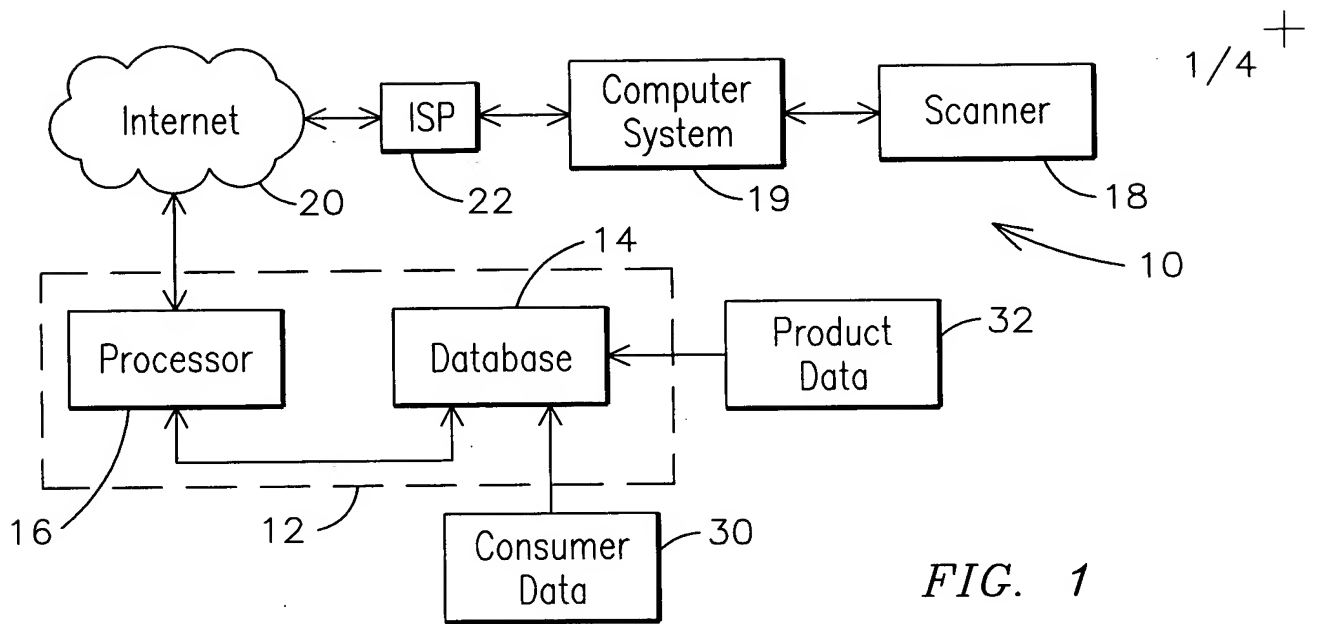 1/4
Internet
ISP
Computer
System
Scanner
20
22
19
18
10
14
Processor
Database
Product
Data
32
16
12
Consumer
Data
30
FIG. 1